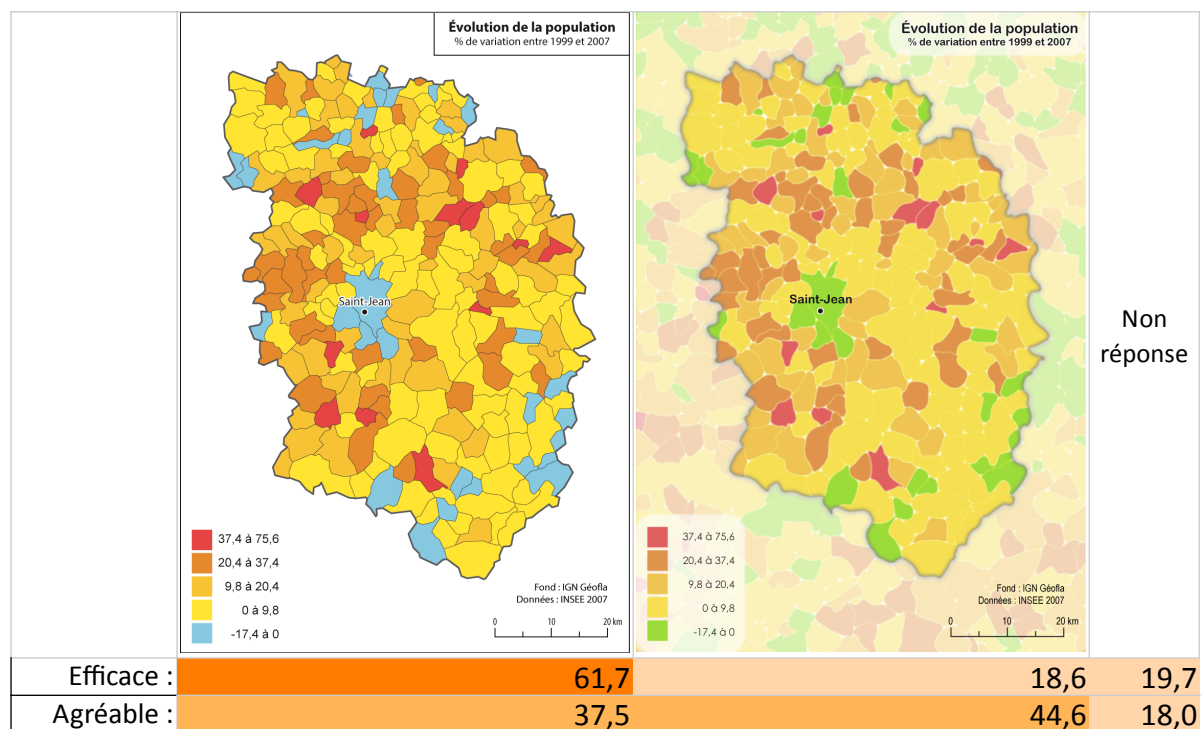 Évolution de la population
% de variation entre 1999 et 2007
Saint-Jean
37,4 à 75,6
20,4 à 37,4
9,8 à 20,4
0 à 9,8
-17,4 à 0
Fond : IGN Géofla
Données : INSEE 2007
0 10 20 km
Évolution de la population
% de variation entre 1999 et 2007
Saint-Jean
37,4 à 75,6
20,4 à 37,4
9,8 à 20,4
0 à 9,8
-17,4 à 0
Fond : IGN Géofla
Données : INSEE 2007
0 10 20 km
Non
réponse
Efficace : 61,7 18,6 19,7
Agréable : 37,5 44,6 18,0